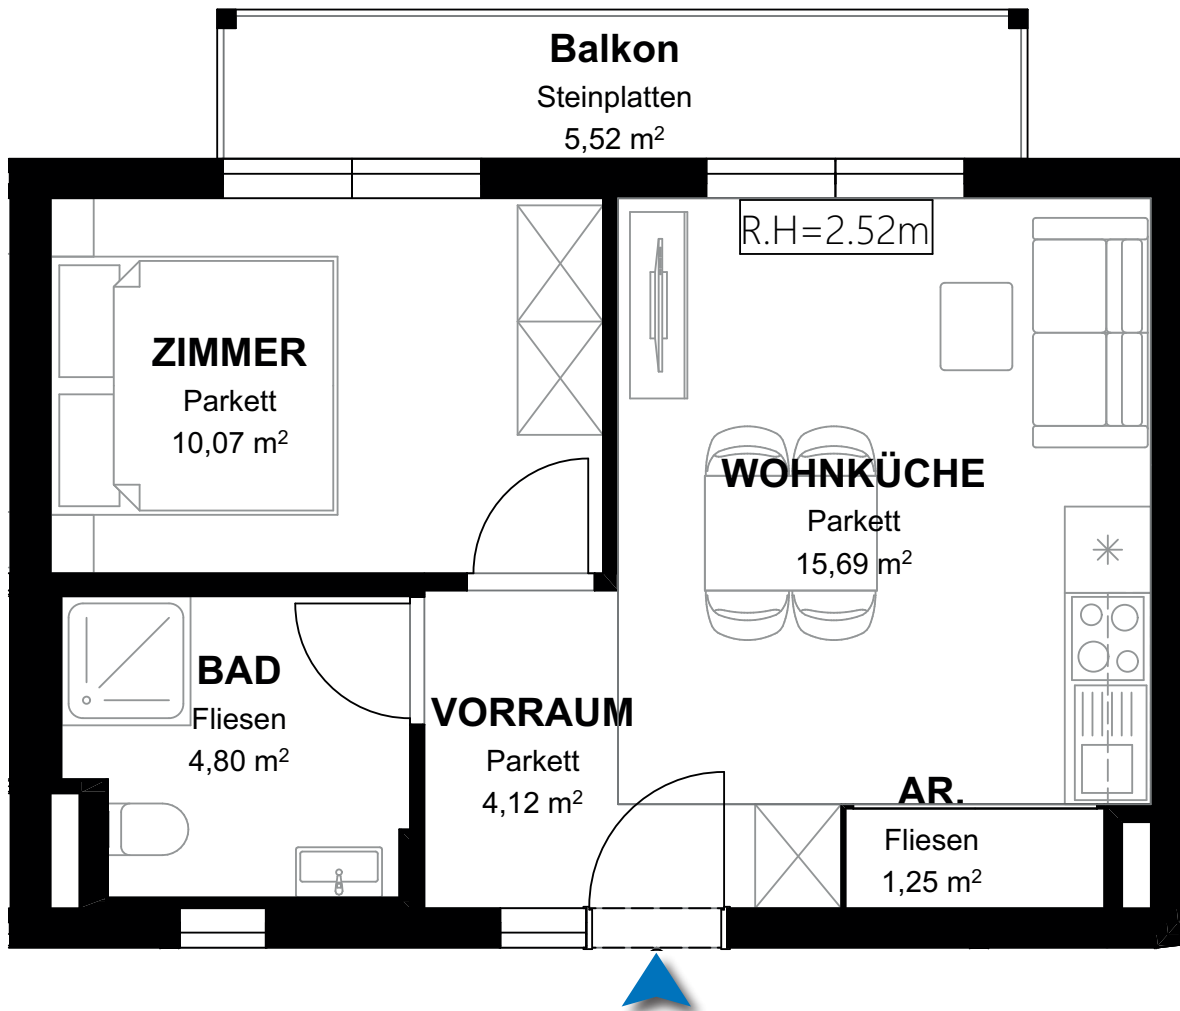 Balkon
Steinplatten
5,52 m²
R.H=2.52m
ZIMMER
Parkett
10,07 m²
WOHNKÜCHE
Parkett
15,69 m²
BAD
Fliesen
4,80 m²
VORRAUM
Parkett
4,12 m²
AR.
Fliesen
1,25 m²